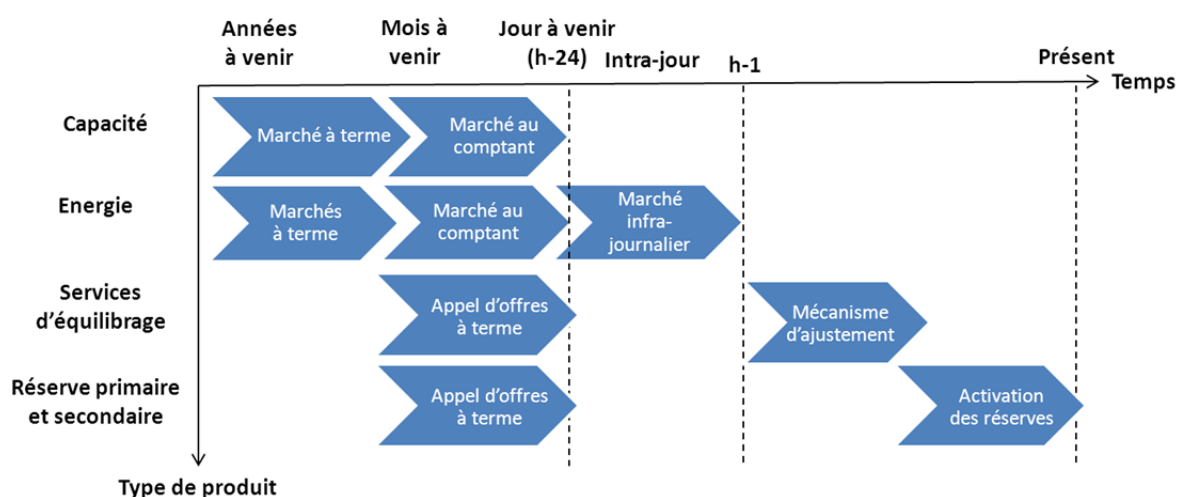 Années
à venir
Mois à
venir
Jour à venir
(h-24)
Intra-jour
h-1
Présent
Temps
Capacité
Marché à terme
Marché au
comptant
Energie
Marchés
à terme
Marché au
comptant
Marché
infra-
journalier
Services
d'équilibrage
Appel d'offres
à terme
Mécanisme
d'ajustement
Réserve primaire
et secondaire
Appel d'offres
à terme
Activation
des réserves
Type de produit